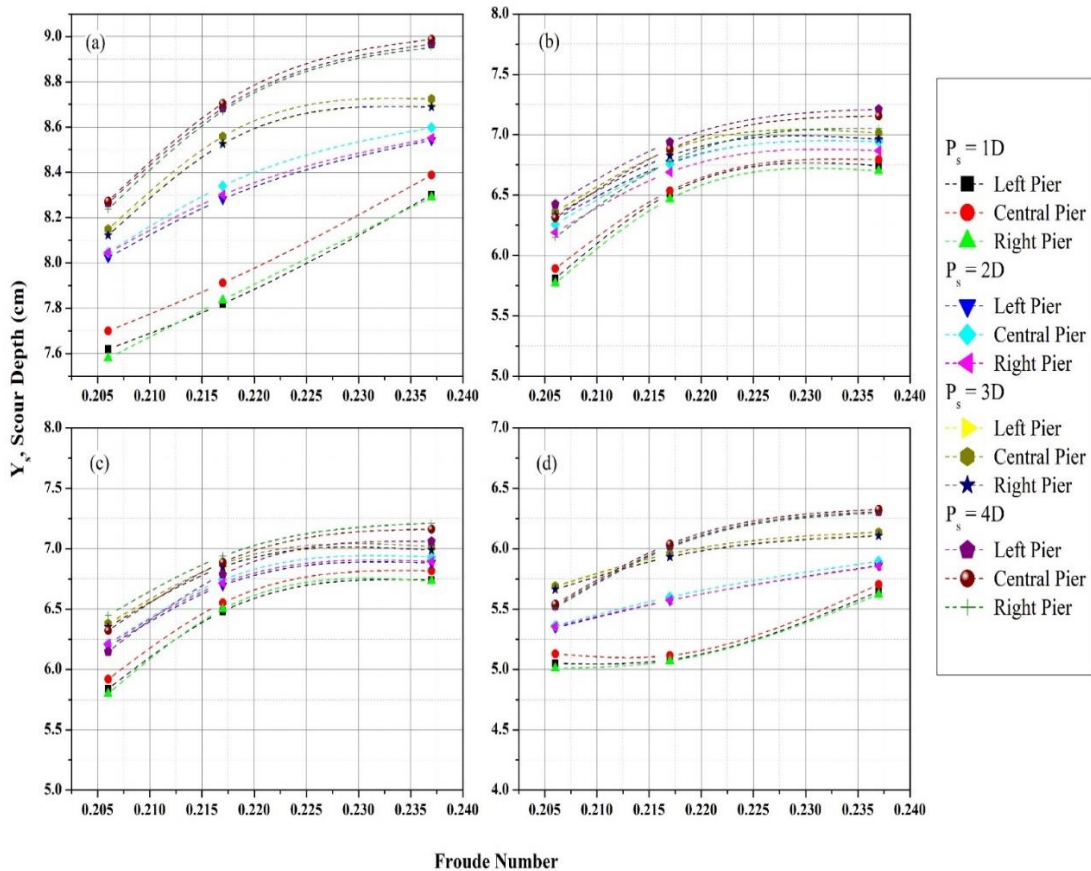 (a)
9.0
8.8
8.6
8.4
8.2
8.0
7.8
7.6
0.205 0.210 0.215 0.220 0.225 0.230 0.235 0.240
(b)
8.0
7.5
7.0
6.5
6.0
5.5
5.0
0.205 0.210 0.215 0.220 0.225 0.230 0.235 0.240
(c)
8.0
7.5
7.0
6.5
6.0
5.5
5.0
0.205 0.210 0.215 0.220 0.225 0.230 0.235 0.240
(d)
7.0
6.5
6.0
5.5
5.0
4.5
4.0
0.205 0.210 0.215 0.220 0.225 0.230 0.235 0.240
Y_s, Scour Depth (cm)
Froude Number
P_s = 1D
Left Pier
Central Pier
Right Pier
P_s = 2D
Left Pier
Central Pier
Right Pier
P_s = 3D
Left Pier
Central Pier
Right Pier
P_s = 4D
Left Pier
Central Pier
Right Pier